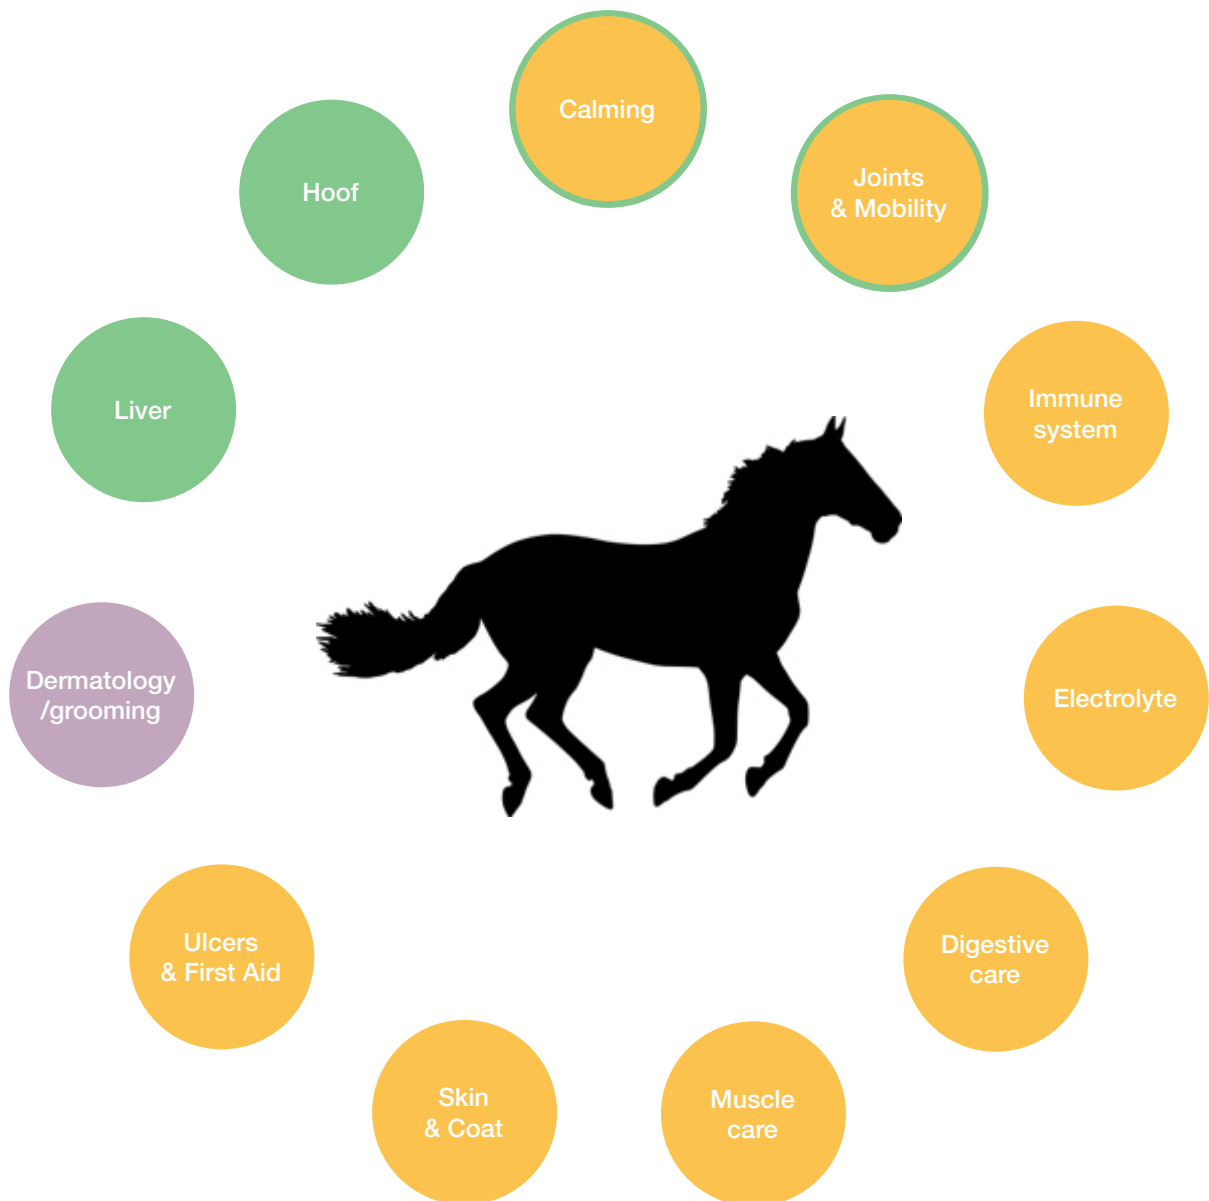 Calming
Hoof
Joints
& Mobility
Liver
Immune
system
Dermatology
/grooming
Electrolyte
Ulcers
& First Aid
Digestive
care
Skin
& Coat
Muscle
care